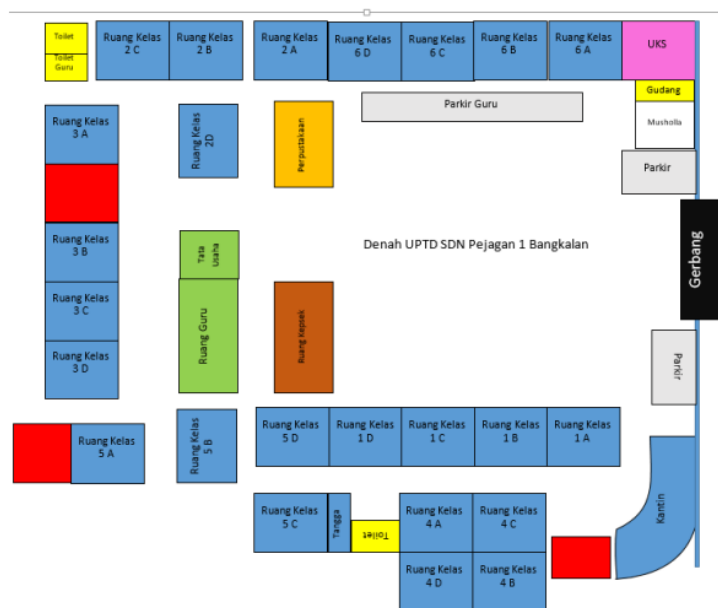 Toilet
Toilet
Guru
Ruang Kelas
2 C
Ruang Kelas
2 B
Ruang Kelas
2 A
Ruang Kelas
6 D
Ruang Kelas
6 C
Ruang Kelas
6 B
Ruang Kelas
6 A
UKS
Gudang
Musholla
Parkir Guru
Parkir
Ruang Kelas
3 A
Ruang Kelas
2D
Perpustakaan
Denah UPTD SDN Pejagan 1 Bangkalan
Gerbang
Ruang Kelas
3 B
Tata
Usaha
Ruang Kelas
3 C
Ruang Guru
Ruang Kepsek
Ruang Kelas
3 D
Parkir
Ruang Kelas
5 A
Ruang Kelas
5 B
Ruang Kelas
5 D
Ruang Kelas
1 D
Ruang Kelas
1 C
Ruang Kelas
1 B
Ruang Kelas
1 A
Kantin
Ruang Kelas
5 C
Tangga
Toilet
Ruang Kelas
4 A
Ruang Kelas
4 C
Ruang Kelas
4 D
Ruang Kelas
4 B